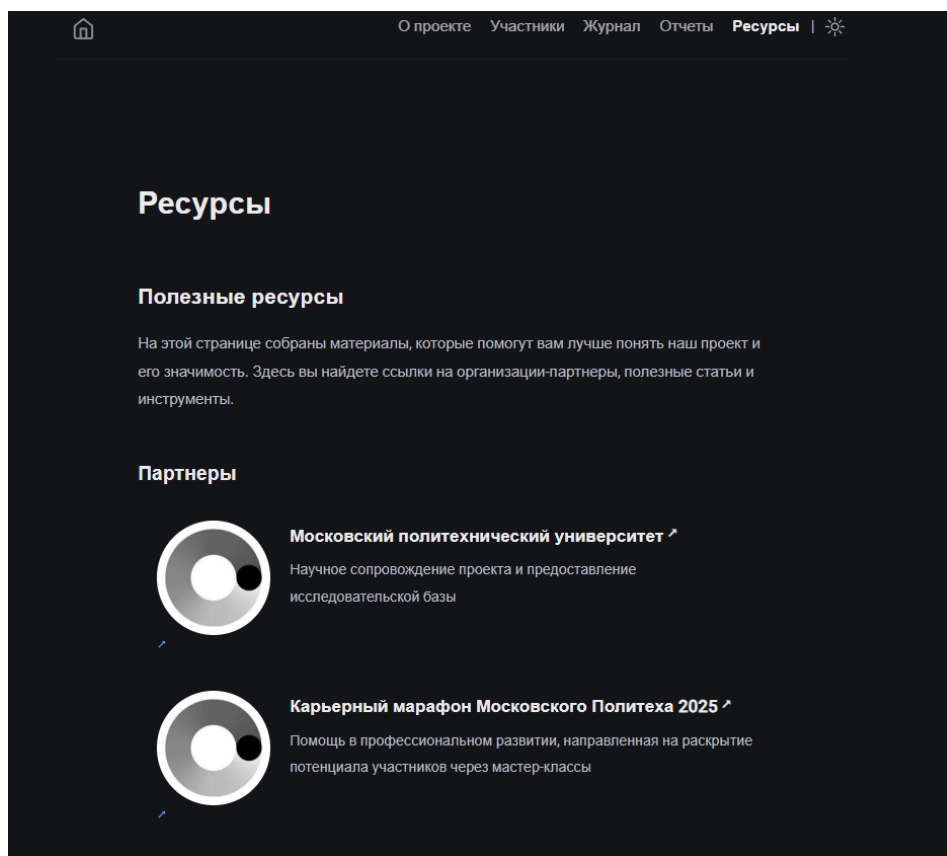 О проекте Участники Журнал Отчеты Ресурсы |
Ресурсы
Полезные ресурсы
На этой странице собраны материалы, которые помогут вам лучше понять наш проект и
его значимость. Здесь вы найдете ссылки на организации-партнеры, полезные статьи и
инструменты.
Партнеры
Московский политехнический университет ↗
Научное сопровождение проекта и предоставление
исследовательской базы
Карьерный марафон Московского Политеха 2025 ↗
Помощь в профессиональном развитии, направленная на раскрытие
потенциала участников через мастер-классы